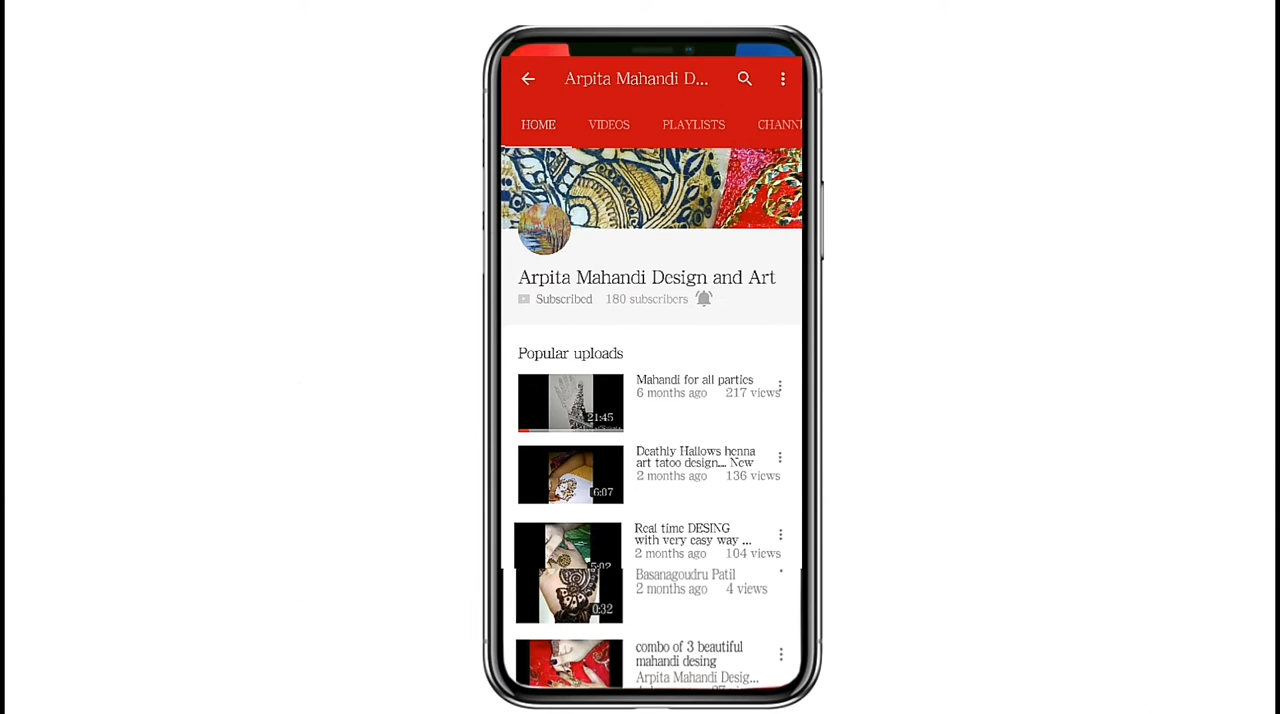 Arpita Mahandi D...
HOME VIDEOS PLAYLISTS CHANN
Arpita Mahandi Design and Art
Subscribed 180 subscribers
Popular uploads
Mahandi for all parties
6 months ago 217 views
21:45
Deathly Hallows henna
art tatoo design.... New
2 months ago 136 views
6:07
Real time DESING
with very easy way ...
2 months ago 104 views
5:02
Basanagoudru Patil
2 months ago 4 views
0:32
combo of 3 beautiful
mahandi desing
Arpita Mahandi Desig...